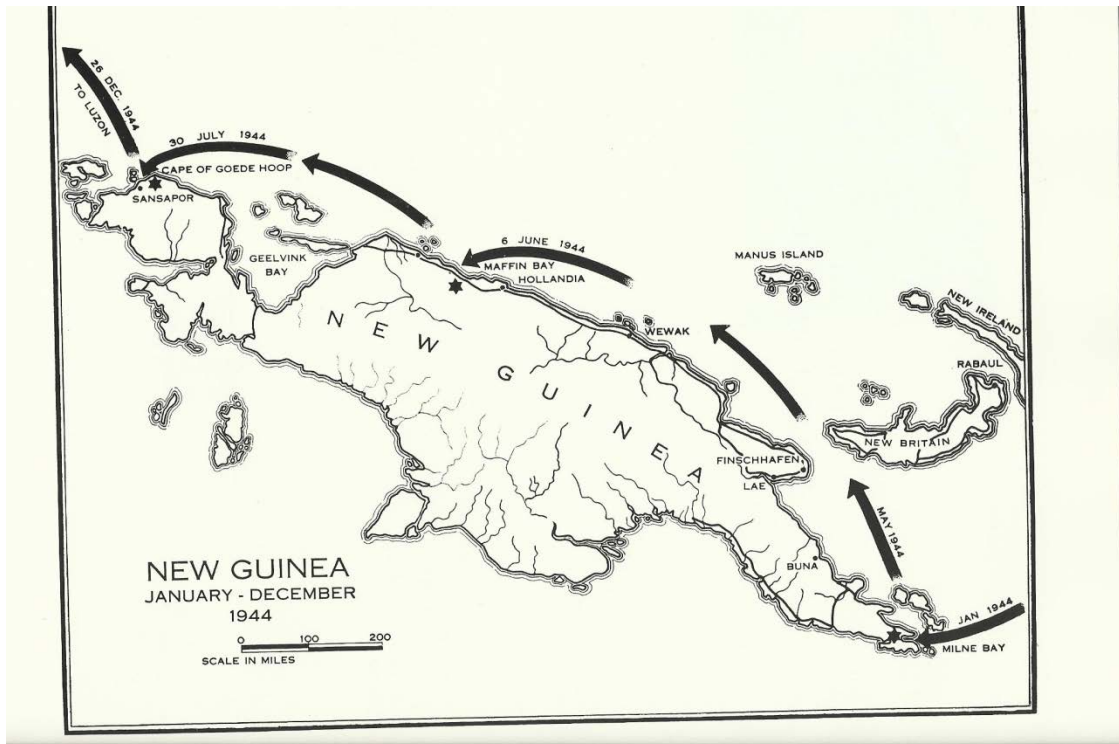 26 DEC. 1944
TO LUZON
30 JULY 1944
CAPE OF GOEDE HOOP
SANSAPOR
GEELVINK
BAY
6 JUNE 1944
MAFFIN BAY
HOLLANDIA
MANUS ISLAND
NEW IRELAND
WEWAK
RABAUL
NEW GUINEA
NEW BRITAIN
FINSCHHAFEN
LAE
MAY 1944
BUNA
JAN 1944
MILNE BAY
NEW GUINEA
JANUARY - DECEMBER
1944
0 100 200
SCALE IN MILES